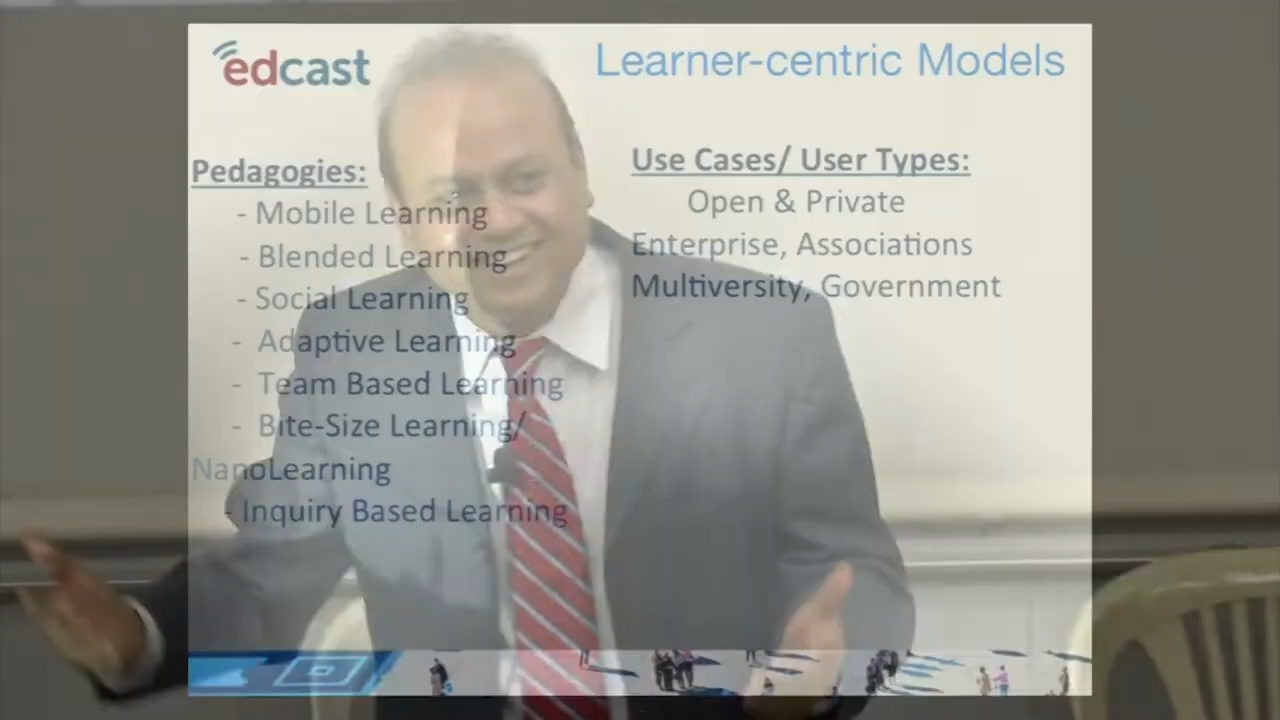 edcast
Learner-centric Models
Pedagogies:
- Mobile Learning
- Blended Learning
- Social Learning
- Adaptive Learning
- Team Based Learning
- Bite-Size Learning/
NanoLearning
- Inquiry Based Learning
Use Cases/ User Types:
Open & Private
Enterprise, Associations
Multiversity, Government